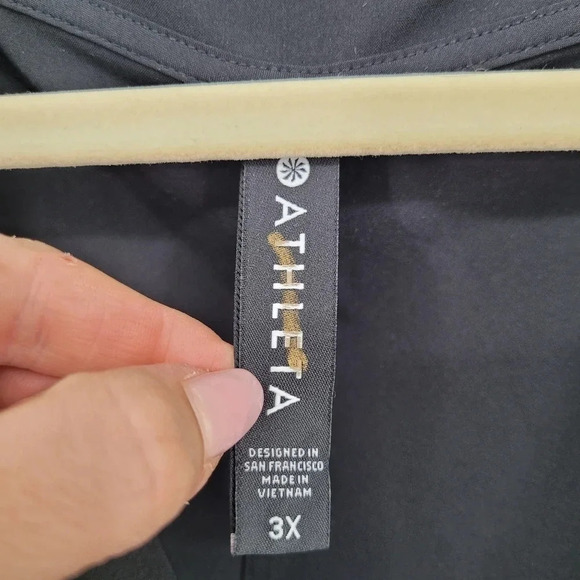 ATHLETA
DESIGNED IN
SAN FRANCISCO
MADE IN
VIETNAM
3X